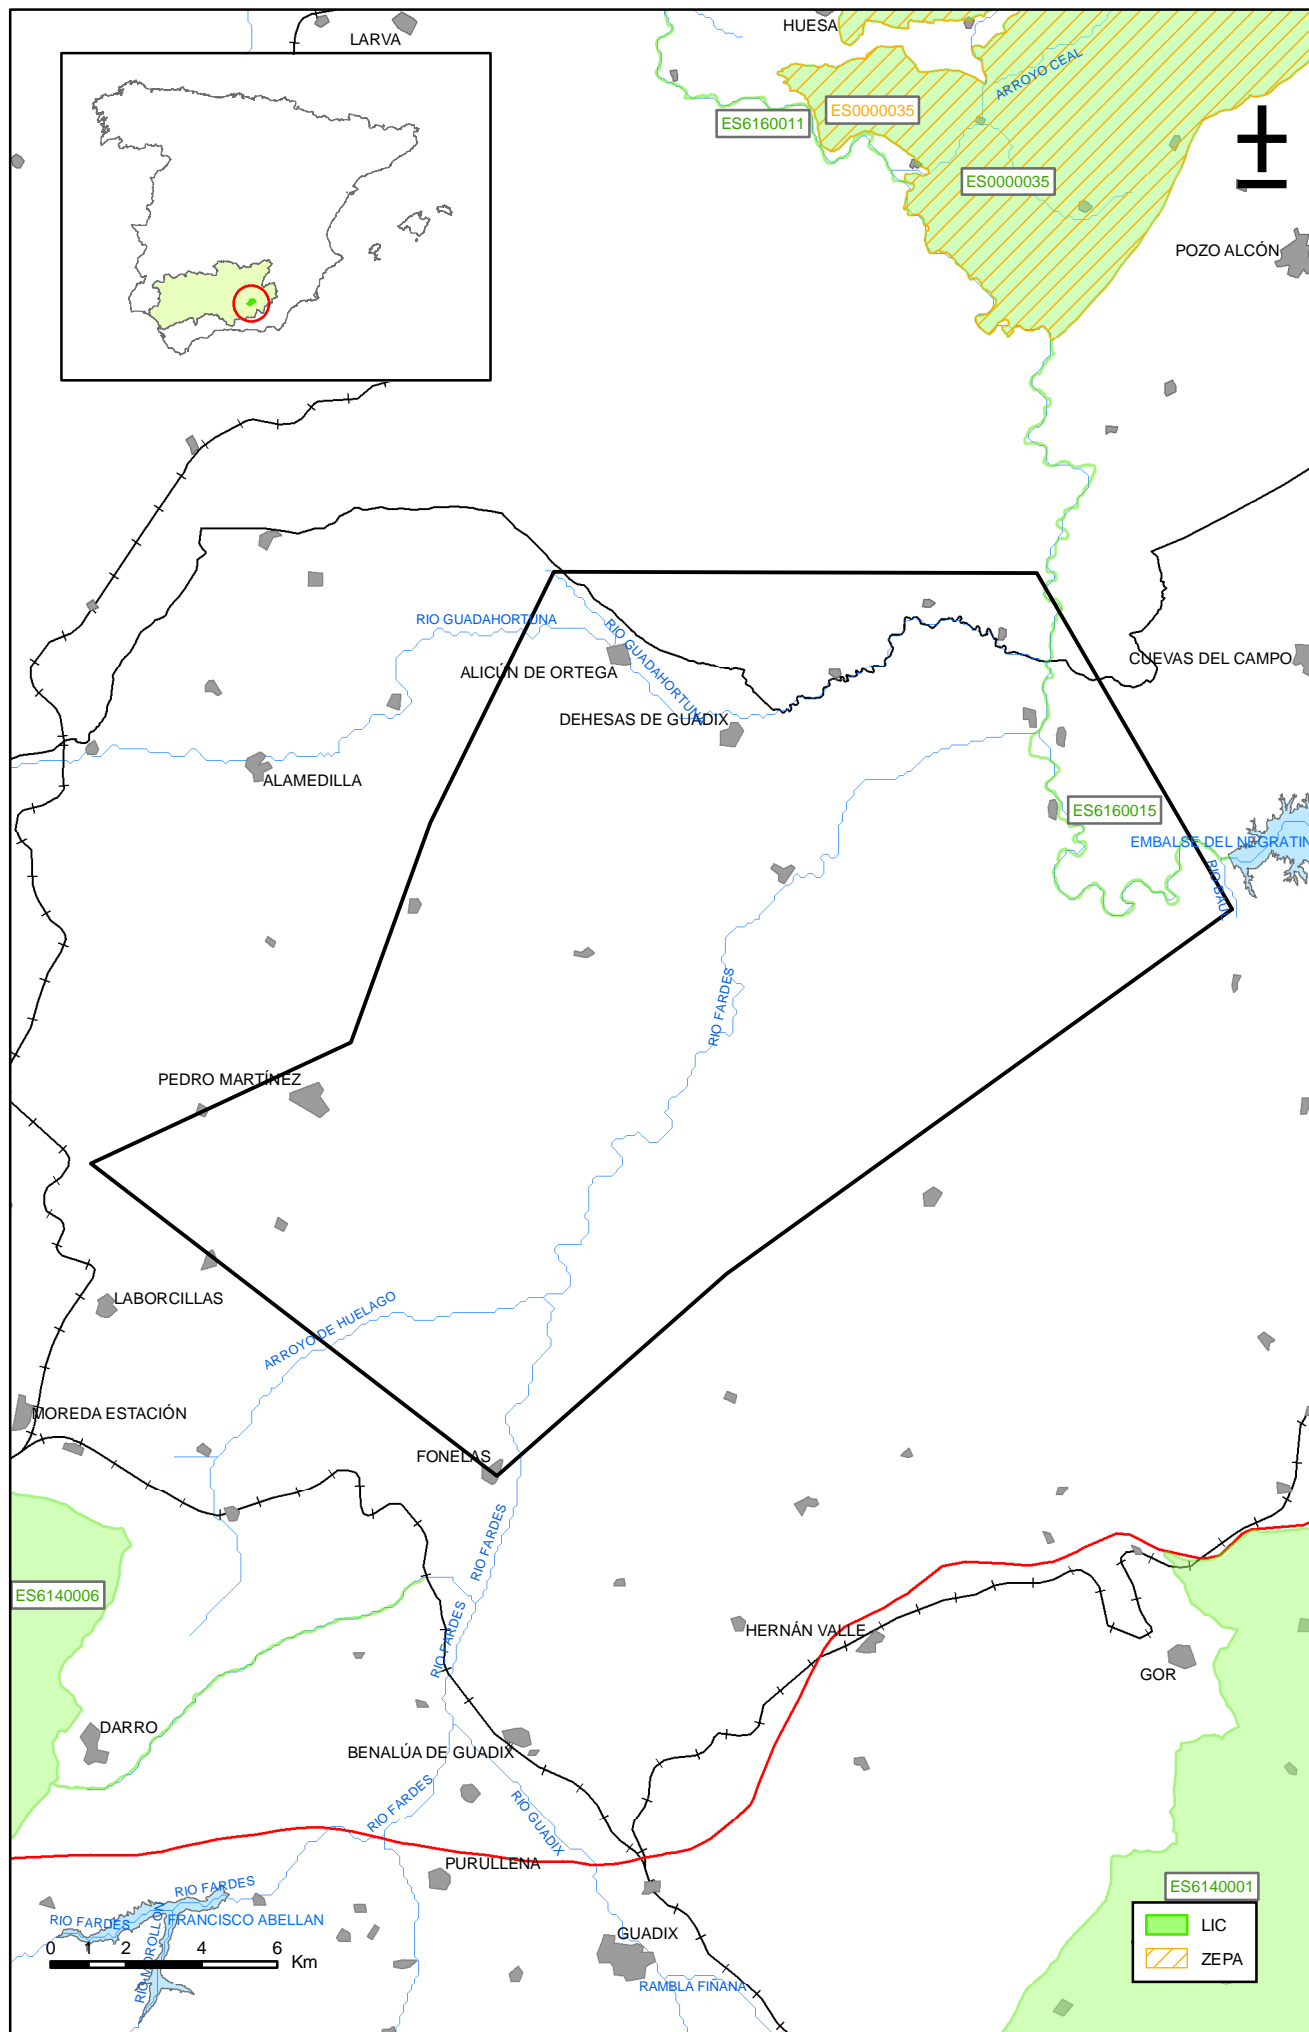 HUESA
LARVA
ARROYO CEAL
ES0000035
ES6160011
ES0000035
POZO ALCÓN
RIO GUADAHORTUNA
RIO GUADAHORTUNA
ALICÚN DE ORTEGA
CUEVAS DEL CAMPO
DEHESAS DE GUADIX
ALAMEDILLA
ES6160015
EMBALSE DEL NEGRATIN
RIO BAUL
RIO FARDES
PEDRO MARTÍNEZ
LABORCILLAS
ARROYO DE HUELAGO
MOREDA ESTACIÓN
FONELAS
RIO FARDES
ES6140006
RIO FARDES
HERNÁN VALLE
GOR
DARRO
BENALÚA DE GUADIX
RIO FARDES
RIO GUADIX
PURULLENA
RIO FARDES
ES6140001
RIO FARDES
FRANCISCO ABELLAN
LIC
GUADIX
0 1 2 4 6
Km
ZEPA
RAMBLA FIÑANA